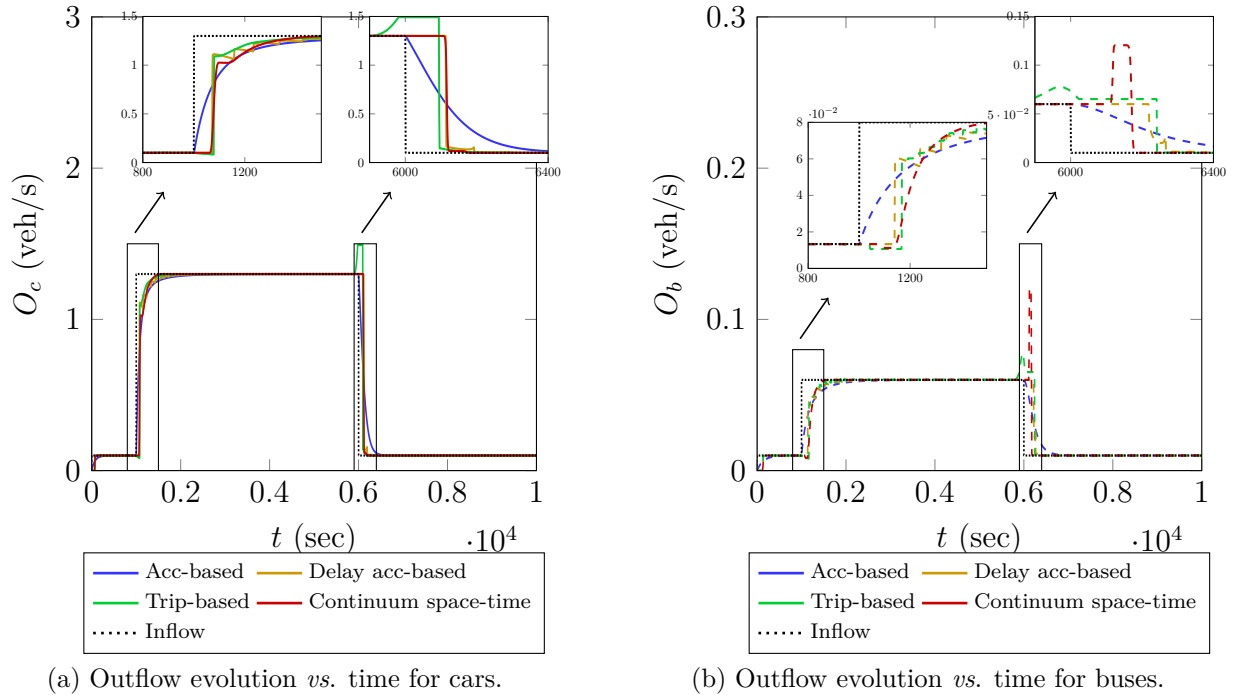 3
2
1
0
O_c (veh/s)
0
0.2
0.4
0.6
0.8
1
t (sec)
·10^4
1.5
1
0.5
0
800
1200
1.5
1
0.5
0
6000
6400
Acc-based
Delay acc-based
Trip-based
Continuum space-time
Inflow
(a) Outflow evolution vs. time for cars.
0.3
0.2
0.1
0
O_b (veh/s)
0
0.2
0.4
0.6
0.8
1
t (sec)
·10^4
·10^-2
8
6
4
2
0
800
1200
0.15
0.1
5 · 10^-2
0
6000
6400
Acc-based
Delay acc-based
Trip-based
Continuum space-time
Inflow
(b) Outflow evolution vs. time for buses.